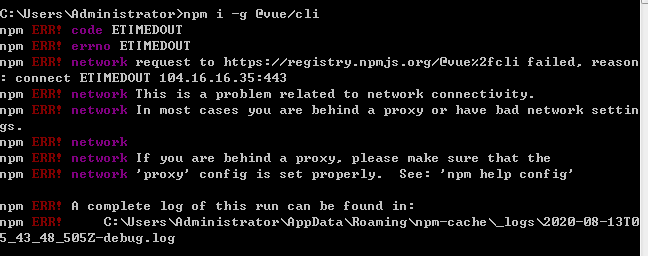 C:\Users\Administrator>npm i -g @vue/cli
npm ERR! code ETIMEDOUT
npm ERR! errno ETIMEDOUT
npm ERR! network request to https://registry.npmjs.org/@vue%2fcli failed, reason
: connect ETIMEDOUT 104.16.16.35:443
npm ERR! network This is a problem related to network connectivity.
npm ERR! network In most cases you are behind a proxy or have bad network settin
gs.
npm ERR! network
npm ERR! network If you are behind a proxy, please make sure that the
npm ERR! network 'proxy' config is set properly.  See: 'npm help config'
npm ERR! A complete log of this run can be found in:
npm ERR!     C:\Users\Administrator\AppData\Roaming\npm-cache\_logs\2020-08-13T0
5_43_48_505Z-debug.log